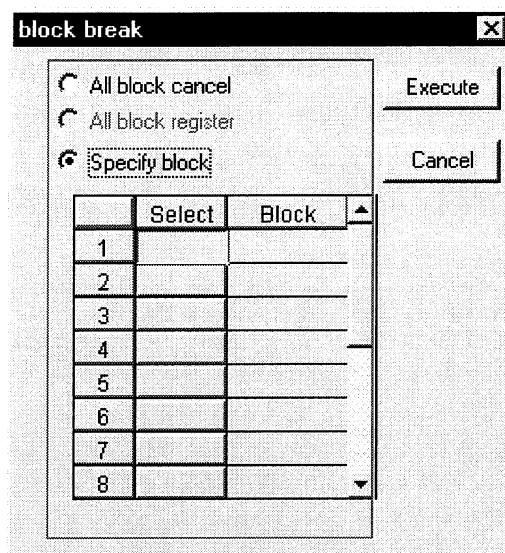 block break
All block cancel
Execute
All block register
Specify block
Cancel
Select Block
1
2
3
4
5
6
7
8